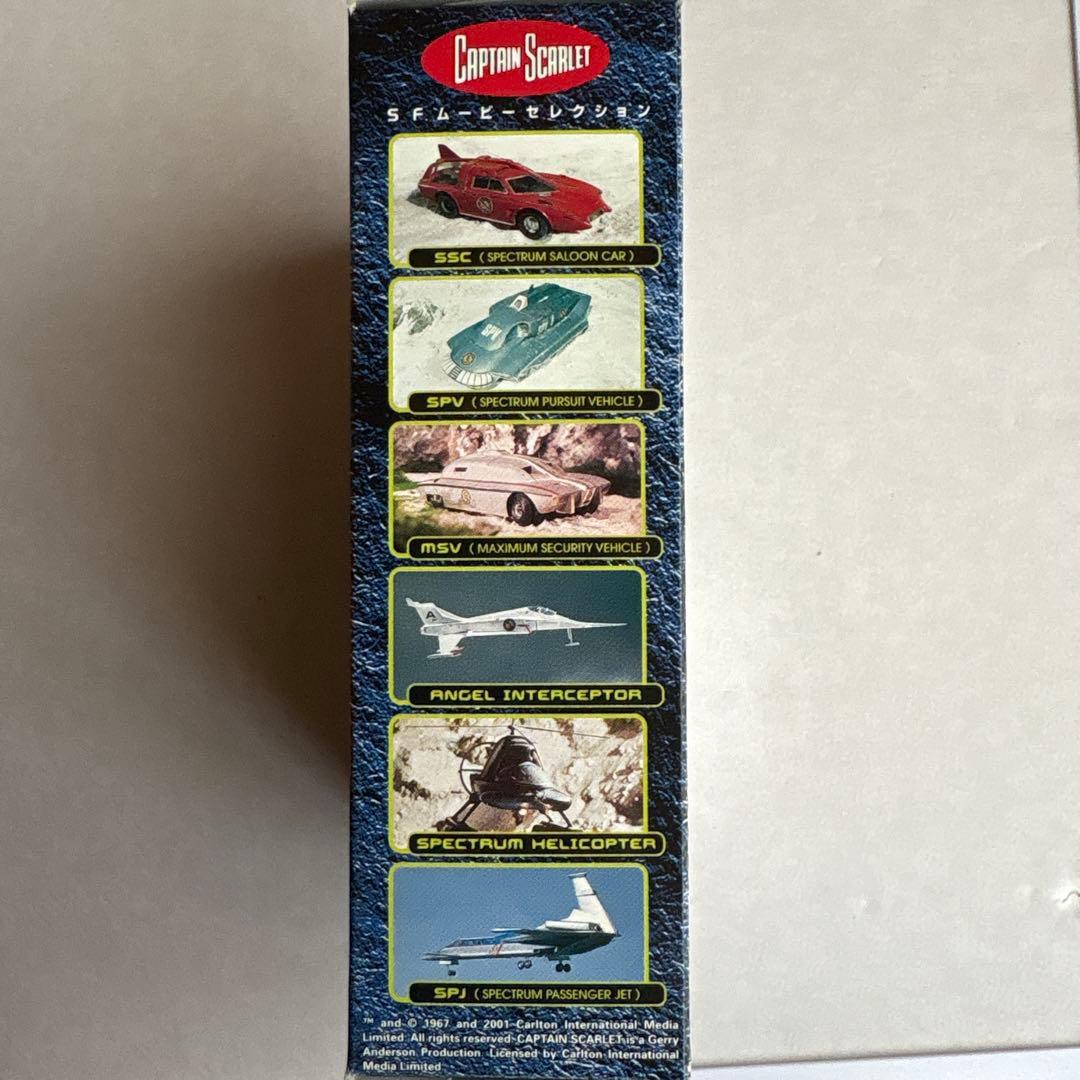 CAPTAIN SCARLET
SFムービーセレクション
SSC (SPECTRUM SALOON CAR)
SPV
SPV (SPECTRUM PURSUIT VEHICLE)
MSV (MAXIMUM SECURITY VEHICLE)
A
ANGEL INTERCEPTOR
SPECTRUM HELICOPTER
SPJ (SPECTRUM PASSENGER JET)
™ and © 1967 and 2001 Carlton International Media
Limited. All rights reserved. CAPTAIN SCARLET is a Gerry
Anderson Production. Licensed by Carlton International
Media Limited